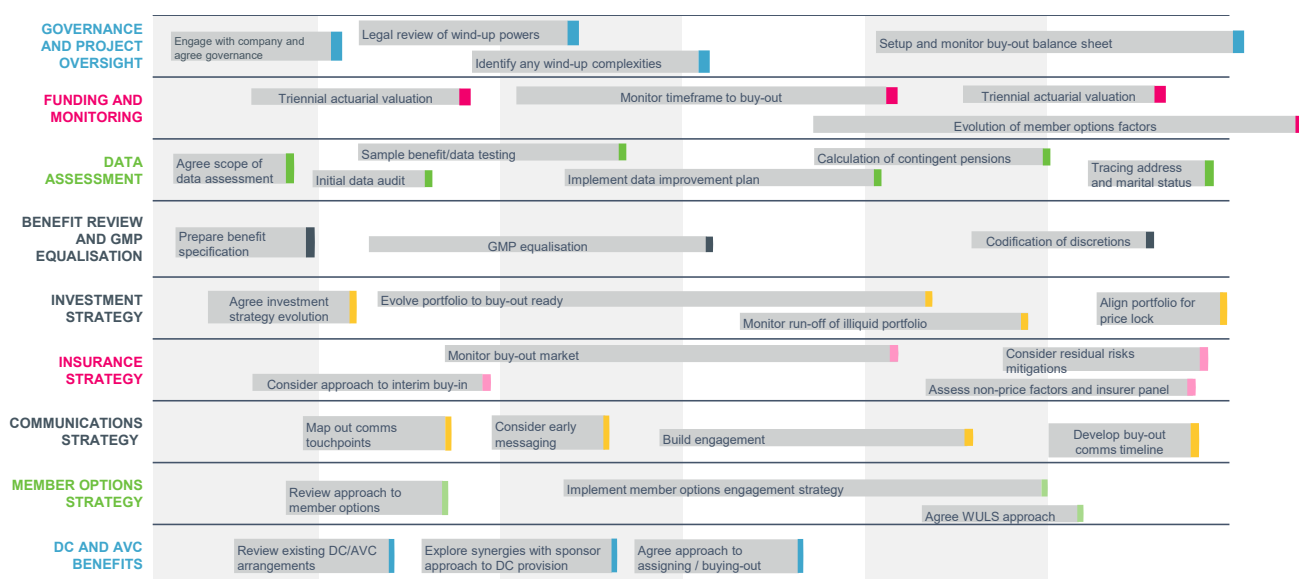 GOVERNANCE
AND PROJECT
OVERSIGHT
Engage with company and
agree governance
Legal review of wind-up powers
Identify any wind-up complexities
Setup and monitor buy-out balance sheet
FUNDING AND
MONITORING
Triennial actuarial valuation
Monitor timeframe to buy-out
Triennial actuarial valuation
Evolution of member options factors
DATA
ASSESSMENT
Agree scope of
data assessment
Sample benefit/data testing
Initial data audit
Implement data improvement plan
Calculation of contingent pensions
Tracing address
and marital status
BENEFIT REVIEW
AND GMP
EQUALISATION
Prepare benefit
specification
GMP equalisation
Codification of discretions
INVESTMENT
STRATEGY
Agree investment
strategy evolution
Evolve portfolio to buy-out ready
Monitor run-off of illiquid portfolio
Align portfolio for
price lock
INSURANCE
STRATEGY
Monitor buy-out market
Consider approach to interim buy-in
Consider residual risks
mitigations
Assess non-price factors and insurer panel
COMMUNICATIONS
STRATEGY
Map out comms
touchpoints
Consider early
messaging
Build engagement
Develop buy-out
comms timeline
MEMBER OPTIONS
STRATEGY
Review approach to
member options
Implement member options engagement strategy
Agree WULS approach
DC AND AVC
BENEFITS
Review existing DC/AVC
arrangements
Explore synergies with sponsor
approach to DC provision
Agree approach to
assigning / buying-out